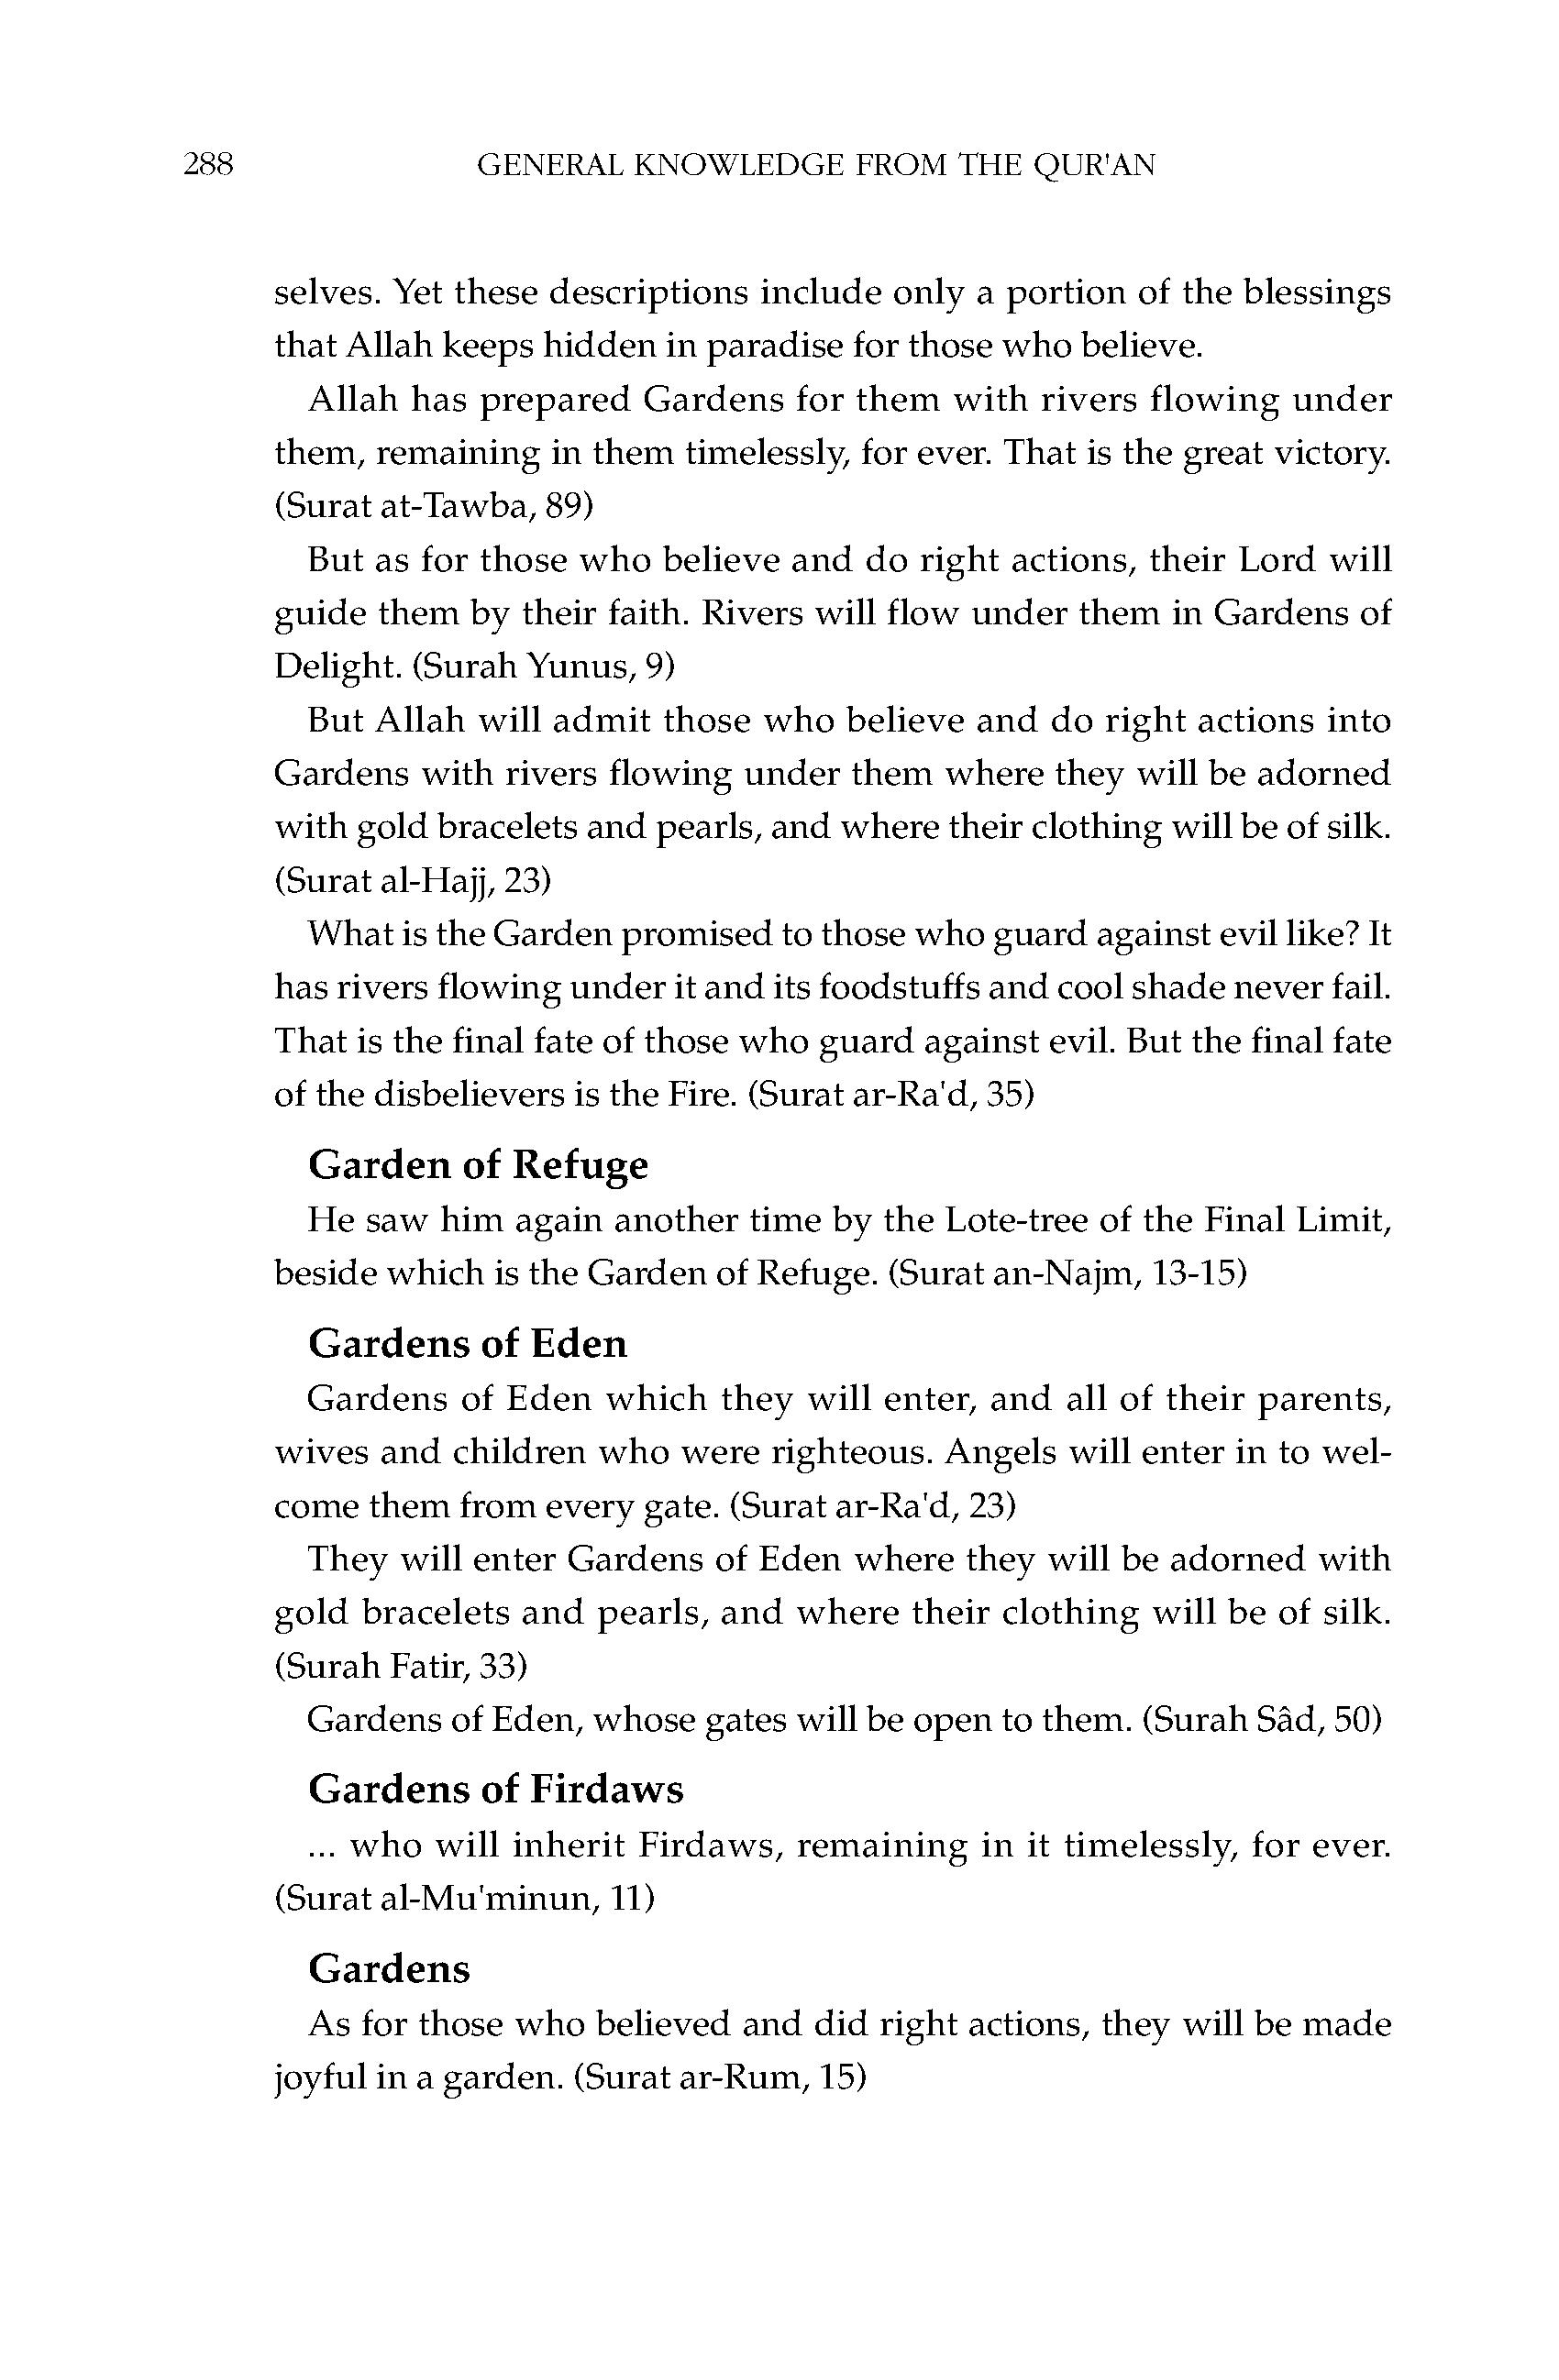 288 GENERAL KNOWLEDGE FROM THE QUR'AN
selves. Yet these descriptions include only a portion of the blessings
that Allah keeps hidden in paradise for those who believe.
Allah has prepared Gardens for them with rivers flowing under
them, remaining in them timelessly, for ever. That is the great victory.
(Surat at-Tawba, 89)
But as for those who believe and do right actions, their Lord will
guide them by their faith. Rivers will flow under them in Gardens of
Delight. (Surah Yunus, 9)
But Allah will admit those who believe and do right actions into
Gardens with rivers flowing under them where they will be adorned
with gold bracelets and pearls, and where their clothing will be of silk.
(Surat al-Hajj, 23)
What is the Garden promised to those who guard against evil like? It
has rivers flowing under it and its foodstuffs and cool shade never fail.
That is the final fate of those who guard against evil. But the final fate
of the disbelievers is the Fire. (Surat ar-Ra'd, 35)
Garden of Refuge
He saw him again another time by the Lote-tree of the Final Limit,
beside which is the Garden of Refuge. (Surat an-Najm, 13-15)
Gardens of Eden
Gardens of Eden which they will enter, and all of their parents,
wives and children who were righteous. Angels will enter in to wel-
come them from every gate. (Surat ar-Ra'd, 23)
They will enter Gardens of Eden where they will be adorned with
gold bracelets and pearls, and where their clothing will be of silk.
(Surah Fatir, 33)
Gardens of Eden, whose gates will be open to them. (Surah Sâd, 50)
Gardens of Firdaws
... who will inherit Firdaws, remaining in it timelessly, for ever.
(Surat al-Mu'minun, 11)
Gardens
As for those who believed and did right actions, they will be made
joyful in a garden. (Surat ar-Rum, 15)